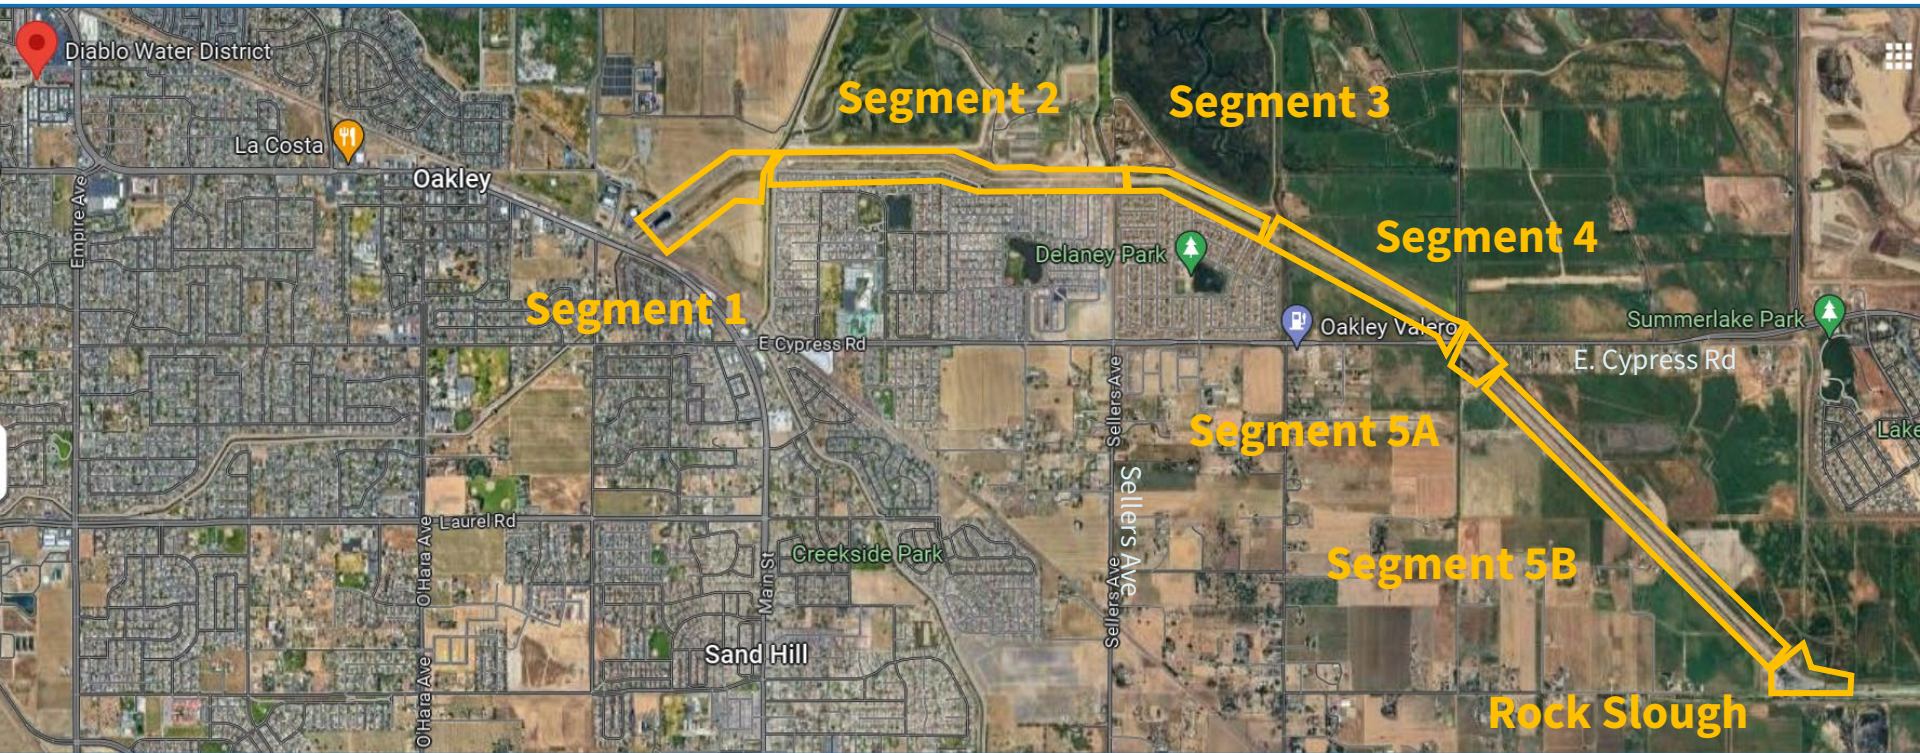 Diablo Water District
Segment 2
Segment 3
La Costa
Oakley
Empire Ave
Segment 4
Delaney Park
Segment 1
Oakley Valero
Summerlake Park
E Cypress Rd
E. Cypress Rd
Sellers Ave
Segment 5A
Lake
Sellers Ave
Laurel Rd
O'Hara Ave
Creekside Park
Main St
Segment 5B
Sellers Ave
Sand Hill
O'Hara Ave
Rock Slough